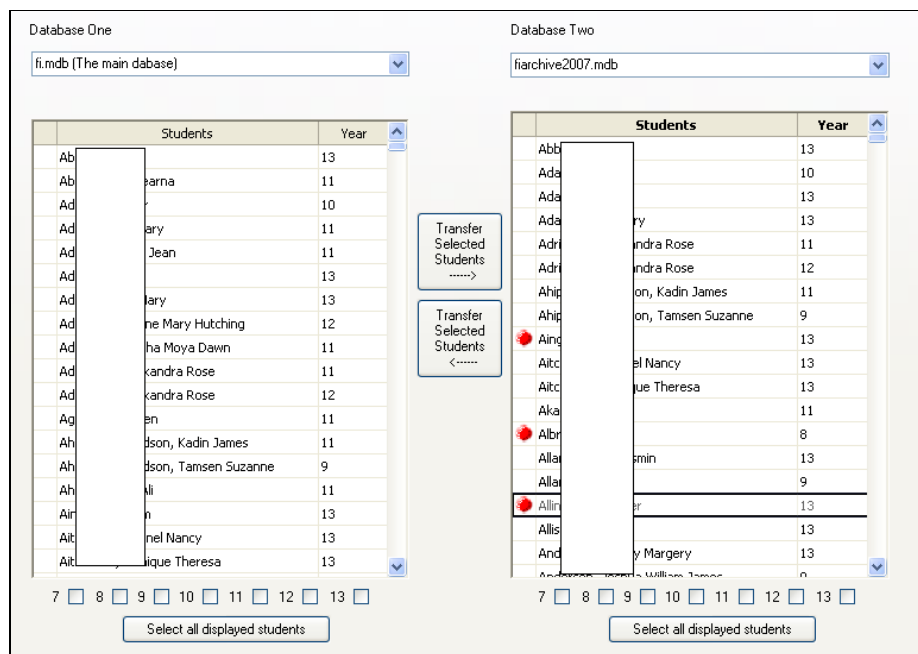 Database One
fi.mdb (The main dabase)
Students Year
Ab 13
Ab earna 11
Ad 10
Ad ary 11
Ad Jean 11
Ad 13
Ad Mary 13
Ad ne Mary Hutching 12
Ad ha Moya Dawn 11
Ad xandra Rose 11
Ad xandra Rose 12
Ag en 11
Ah dson, Kadin James 11
Ah dson, Tamsen Suzanne 9
Ah Ali 11
Ain 13
Ait nel Nancy 13
Ait ique Theresa 13
7 8 9 10 11 12 13
Select all displayed students
Transfer
Selected
Students
------>
Transfer
Selected
Students
<------
Database Two
fiarchive2007.mdb
Students Year
Abb 13
Ada 10
Ada 13
Ada ry 13
Adri ndra Rose 11
Adri ndra Rose 12
Ahip on, Kadin James 11
Ahip on, Tamsen Suzanne 9
Aing 13
Aitc el Nancy 13
Aitc que Theresa 13
Aka 11
Albr 8
Allar smin 13
Allar 9
Allin er 13
Allis 13
And y Margery 13
William James
7 8 9 10 11 12 13
Select all displayed students